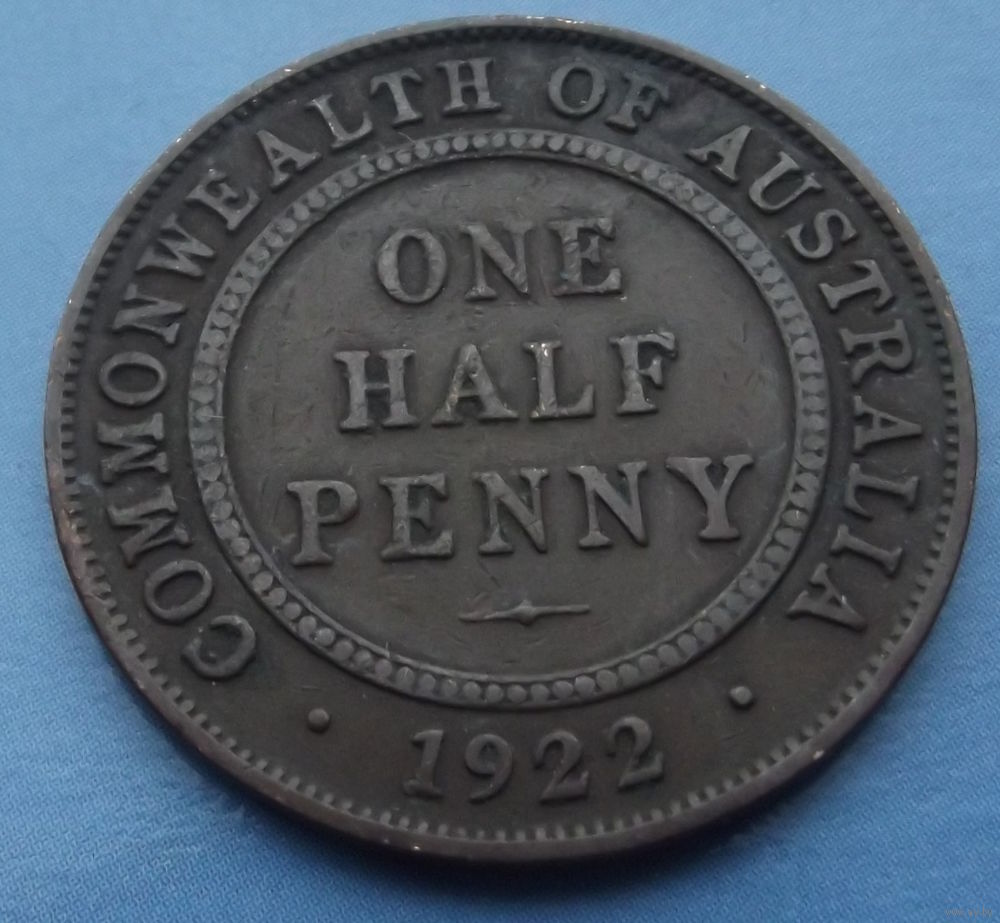 COMMONWEALTH OF AUSTRALIA
ONE
HALF
PENNY
· 1922 ·